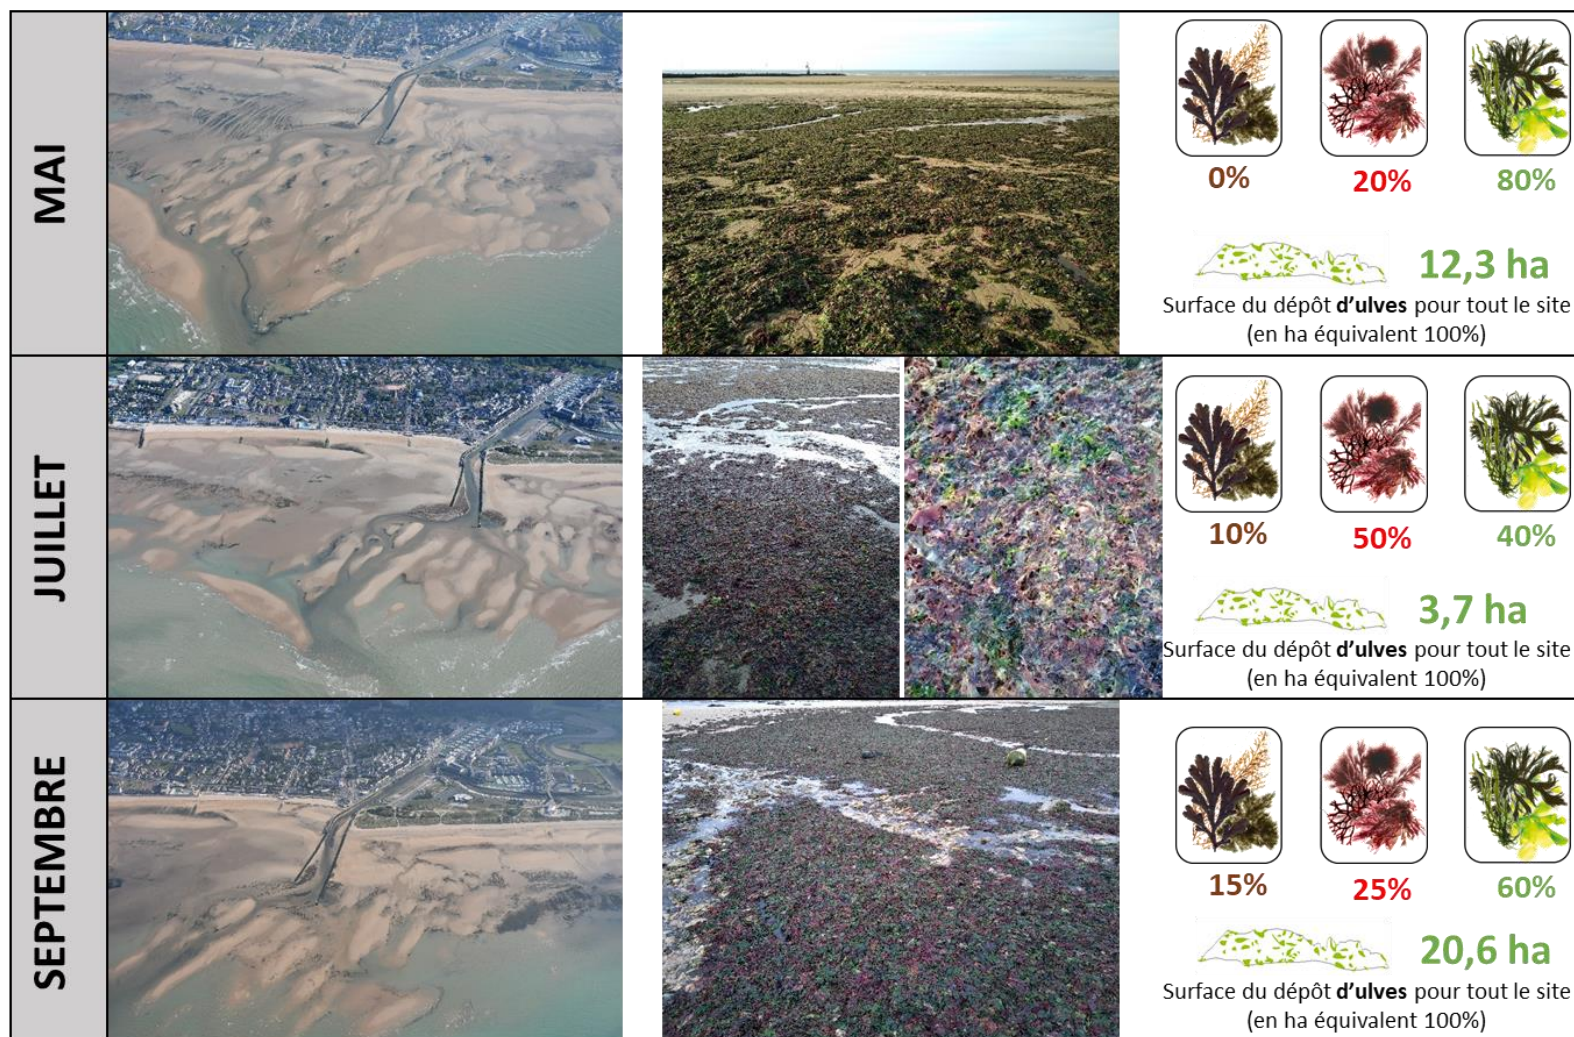 MAI
0%
20%
80%
12,3 ha
Surface du dépôt d'ulves pour tout le site
(en ha équivalent 100%)
JUILLET
10%
50%
40%
3,7 ha
Surface du dépôt d'ulves pour tout le site
(en ha équivalent 100%)
SEPTEMBRE
15%
25%
60%
20,6 ha
Surface du dépôt d'ulves pour tout le site
(en ha équivalent 100%)